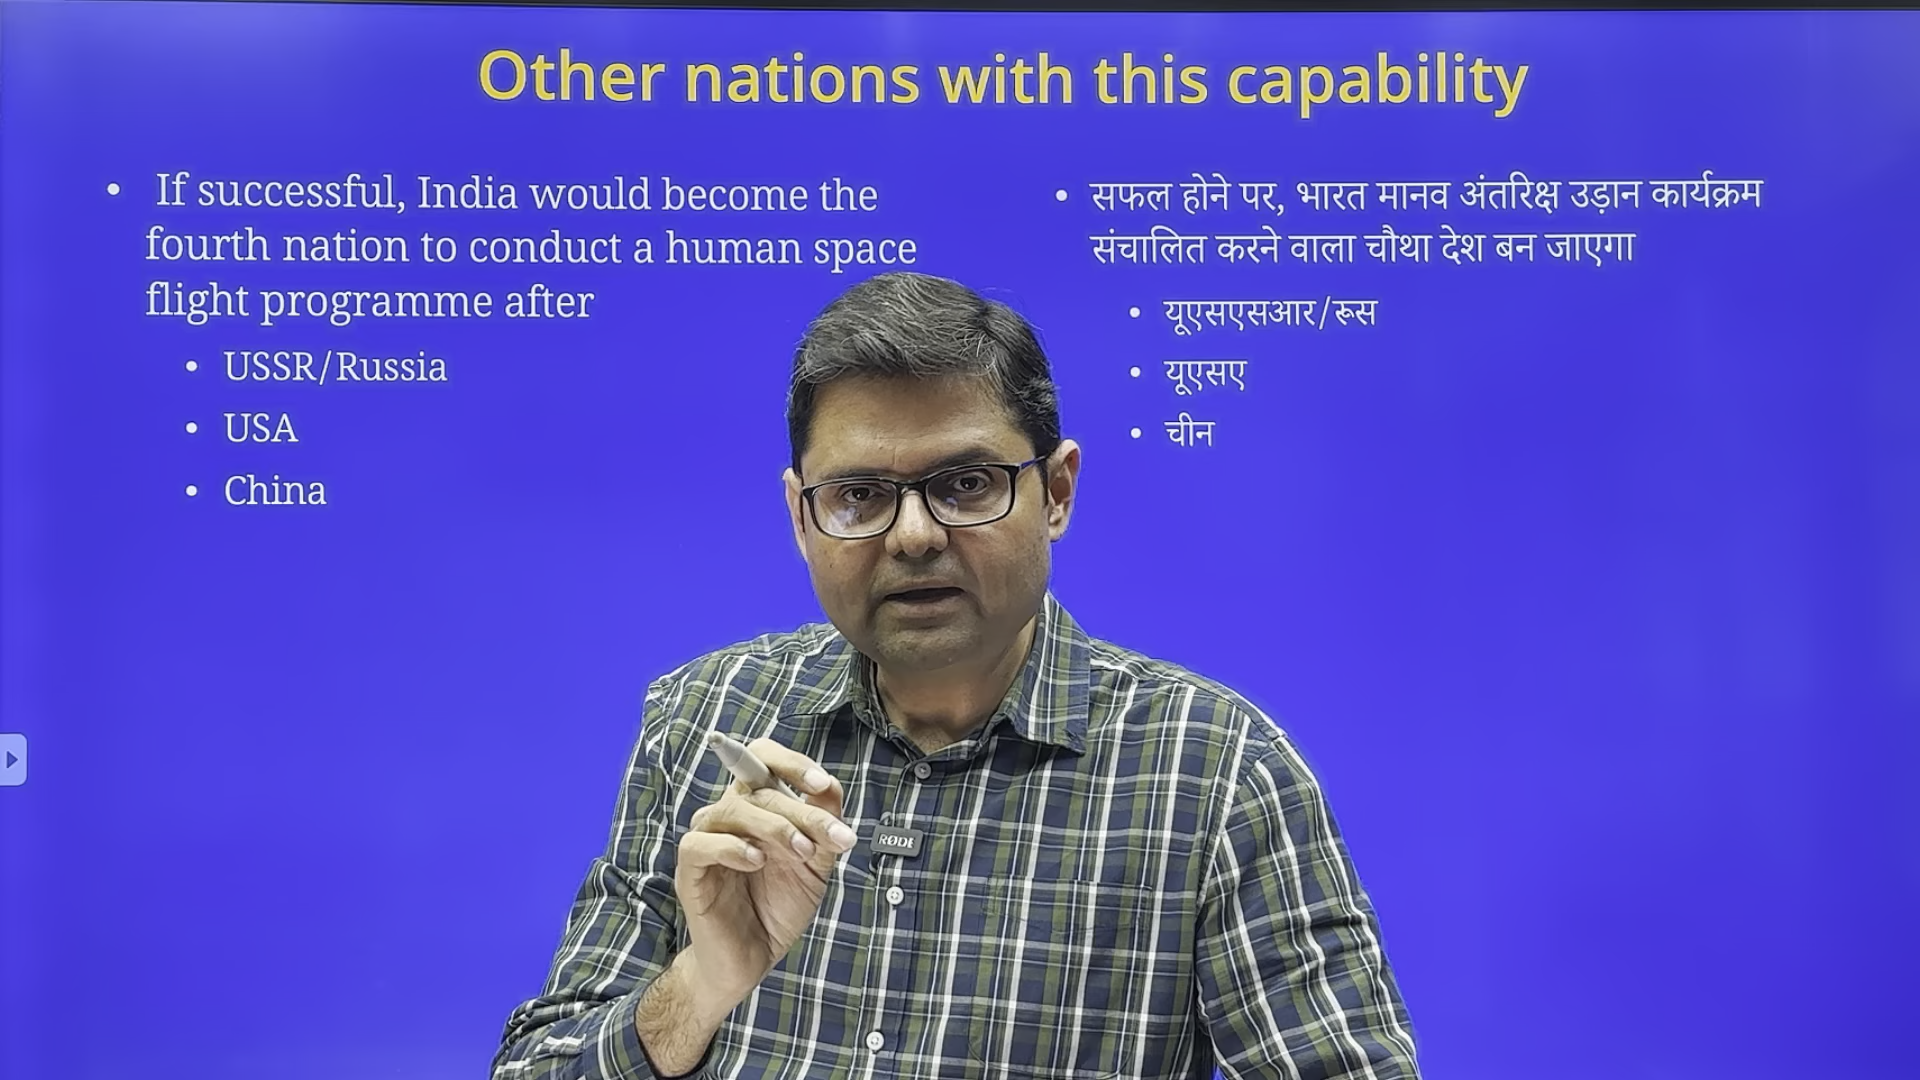 Other nations with this capability
• If successful, India would become the
fourth nation to conduct a human space
flight programme after
• USSR/Russia
• USA
• China
• सफल होने पर, भारत मानव अंतरिक्ष उड़ान कार्यक्रम
संचालित करने वाला चौथा देश बन जाएगा
• यूएसएसआर/रूस
• यूएसए
• चीन
RØDE